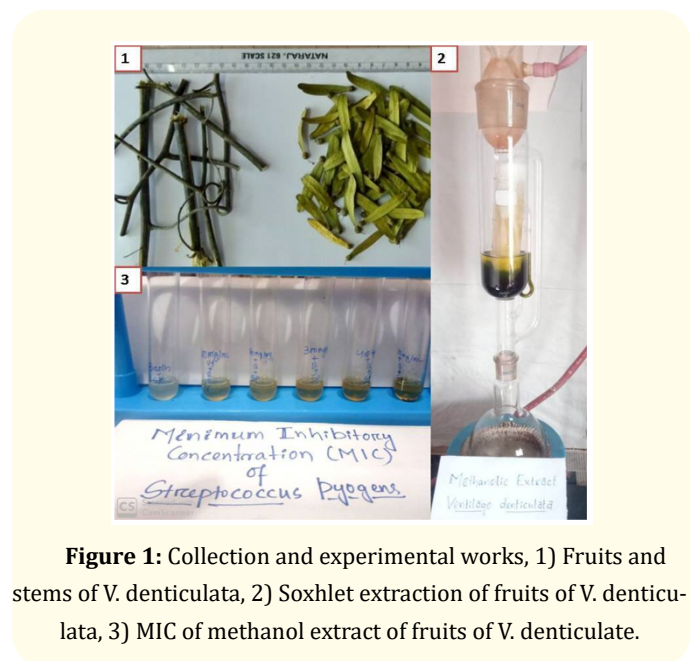 1
NATARAJ. 621 SCALE
2
3
3mg
Minimum Inhibitory
Concentration (MIC)
of
Streptococcus Pyogens
CS
CamScanner
Methanolic Extract
Ventilago denticulata
Figure 1: Collection and experimental works, 1) Fruits and
stems of V. denticulata, 2) Soxhlet extraction of fruits of V. denticu-
lata, 3) MIC of methanol extract of fruits of V. denticulate.